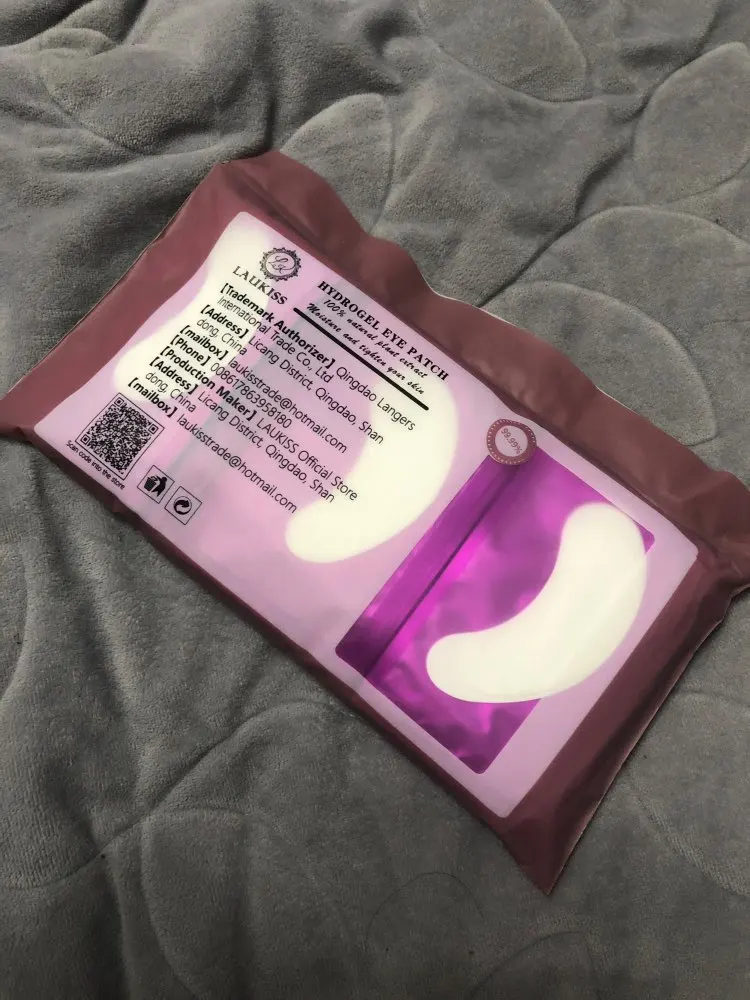 LAUKISS
HYDROGEL EYE PATCH
100% natural plant extract
Moisture and tighten your skin
[Trademark Authorizer] Qingdao Langers
International Trade Co., Ltd
[Address] Licang District, Qingdao, Shan
dong, China
[mailbox] laukisstrade@hotmail.com
[Phone] 008617863958180
[Production Maker] LAUKISS Official Store
[Address] Licang District, Qingdao, Shan
dong, China
[mailbox] laukisstrade@hotmail.com
Scan code into the store
99.99%